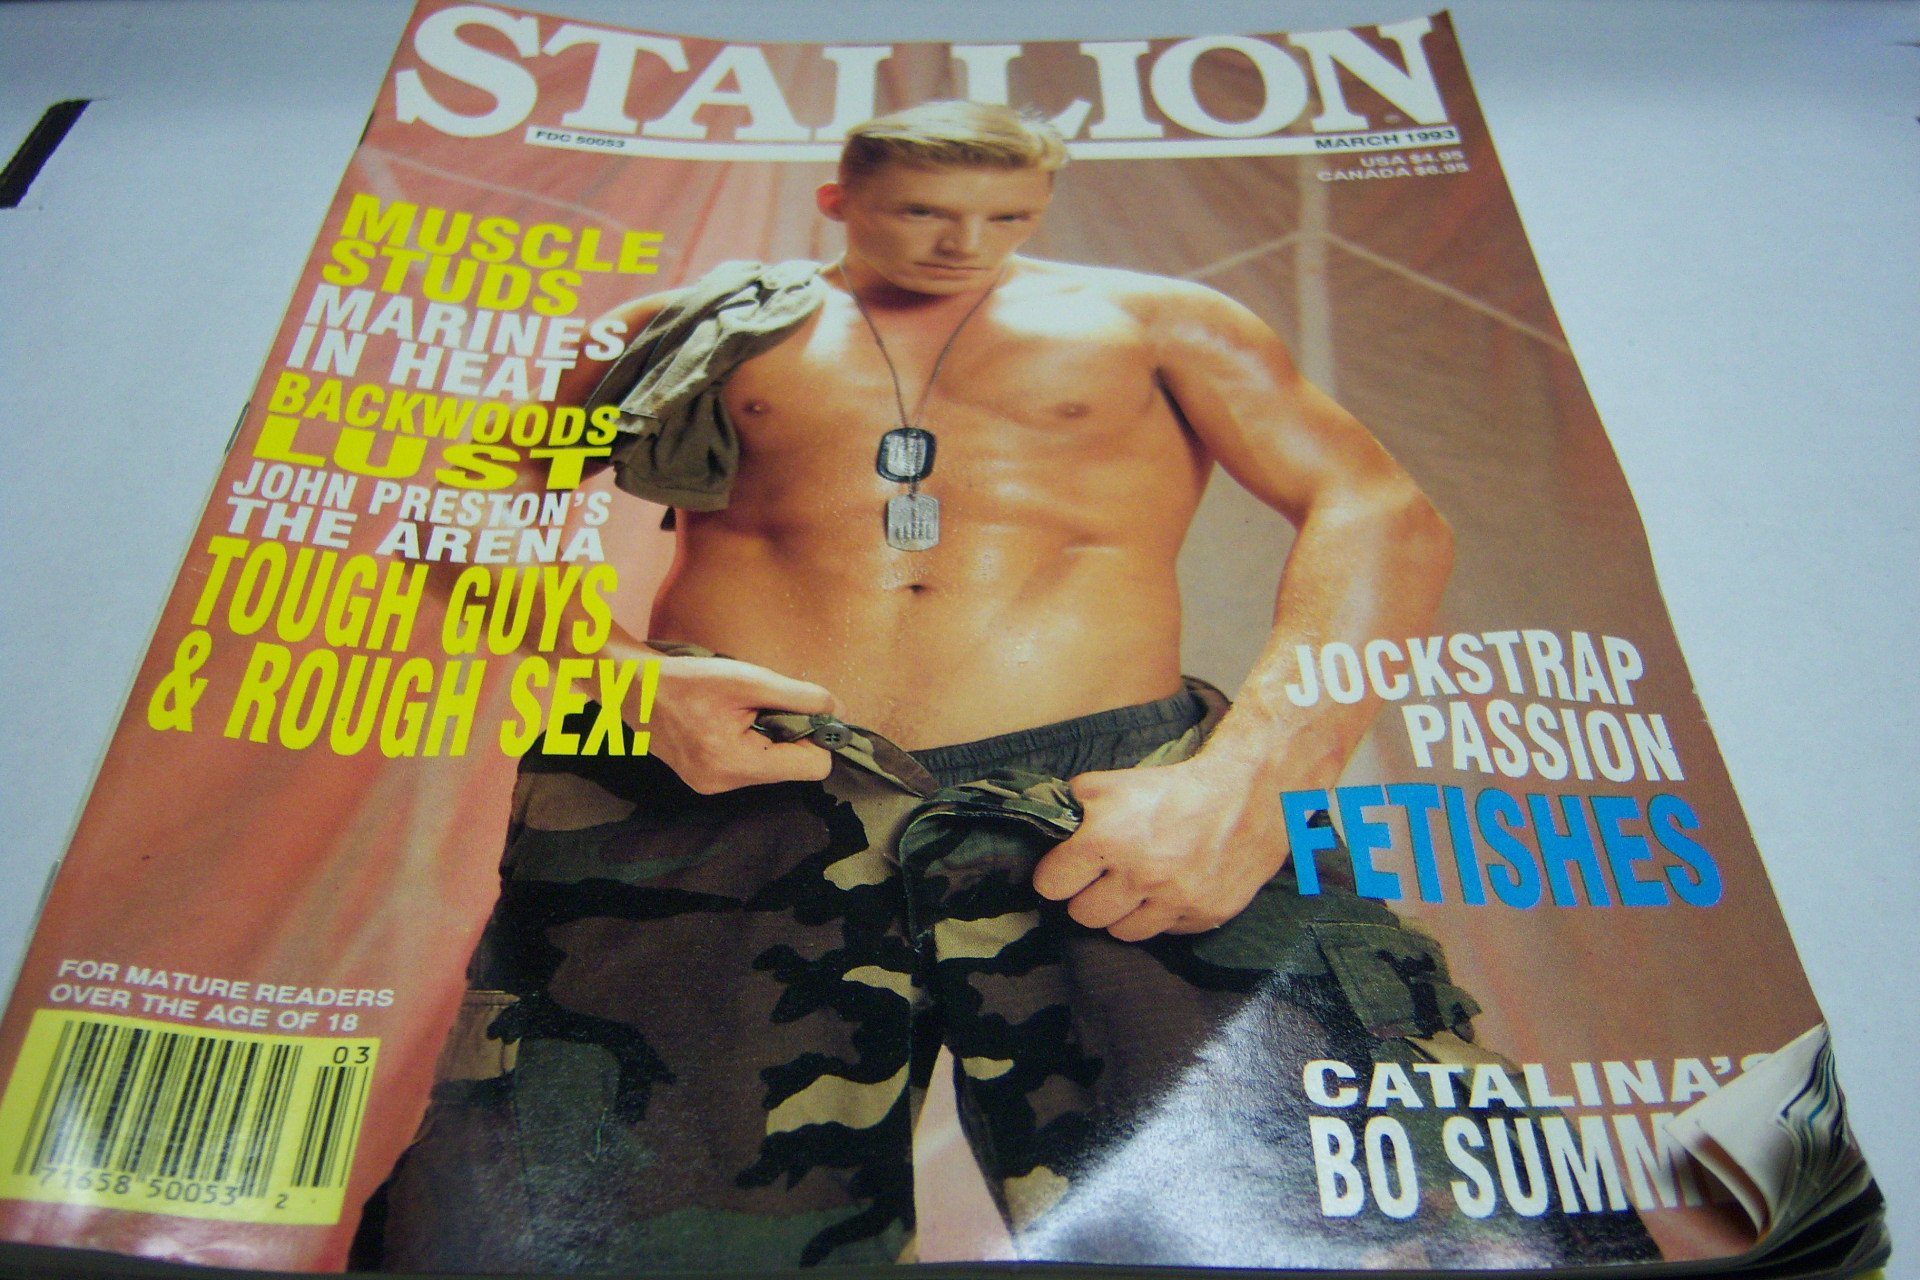 STALLION
FDC 50053
MARCH 1993
USA $4.95
CANADA $6.95
MUSCLE
STUDS
MARINES
IN HEAT
BACKWOODS
LUST
JOHN PRESTON'S
THE ARENA
TOUGH GUYS
& ROUGH SEX!
JOCKSTRAP
PASSION
FETISHES
CATALINA'S
BO SUMM
FOR MATURE READERS
OVER THE AGE OF 18
03
71658 50053 2